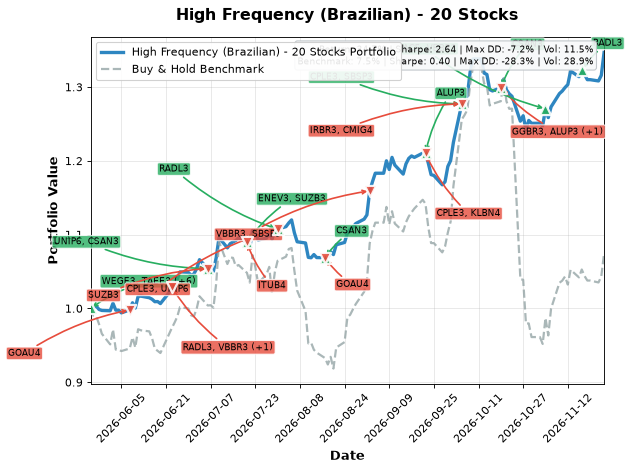 High Frequency (Brazilian) - 20 Stocks
High Frequency (Brazilian) - 20 Stocks Portfolio
Buy & Hold Benchmark
Sharpe: 2.64 | Max DD: -7.2% | Vol: 11.5%
Benchmark: 7.5% | Sharpe: 0.40 | Max DD: -28.3% | Vol: 28.9%
RADL3
ALUP3
IRBR3, CMIG4
GGBR3, ALUP3 (+1)
RADL3
ENEV3, SUZB3
CPLE3, KLBN4
VBBR3, SBSP3
CSAN3
UNIP6, CSAN3
ITUB4
GOAU4
CPLE3, UNIP6
SUZB3
GOAU4
RADL3, VBBR3 (+1)
Portfolio Value
1.3
1.2
1.1
1.0
0.9
2026-06-05
2026-06-21
2026-07-07
2026-07-23
2026-08-08
2026-08-24
2026-09-09
2026-09-25
2026-10-11
2026-10-27
2026-11-12
Date